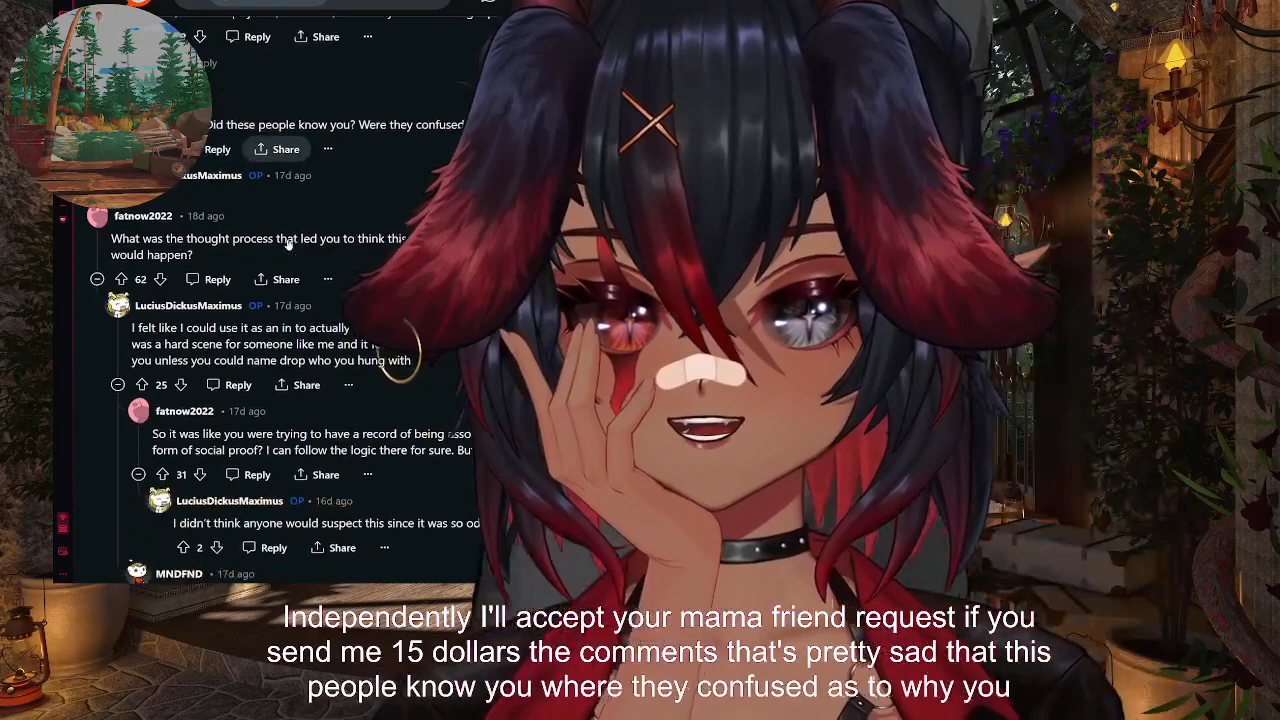 Reply
Share
Did these people know you? Were they confused
Reply
Share
usMaximus OP • 17d ago
fatnow2022 • 18d ago
What was the thought process that led you to think this
would happen?
62
Reply
Share
LuciusDickusMaximus OP • 17d ago
I felt like I could use it as an in to actually
was a hard scene for someone like me and it
you unless you could name drop who you hung with
25
Reply
Share
fatnow2022 • 17d ago
So it was like you were trying to have a record of being asso
form of social proof? I can follow the logic there for sure. Bu
31
Reply
Share
LuciusDickusMaximus OP • 16d ago
I didn't think anyone would suspect this since it was so od
2
Reply
Share
MNDFND • 17d ago
Independently I'll accept your mama friend request if you
send me 15 dollars the comments that's pretty sad that this
people know you where they confused as to why you